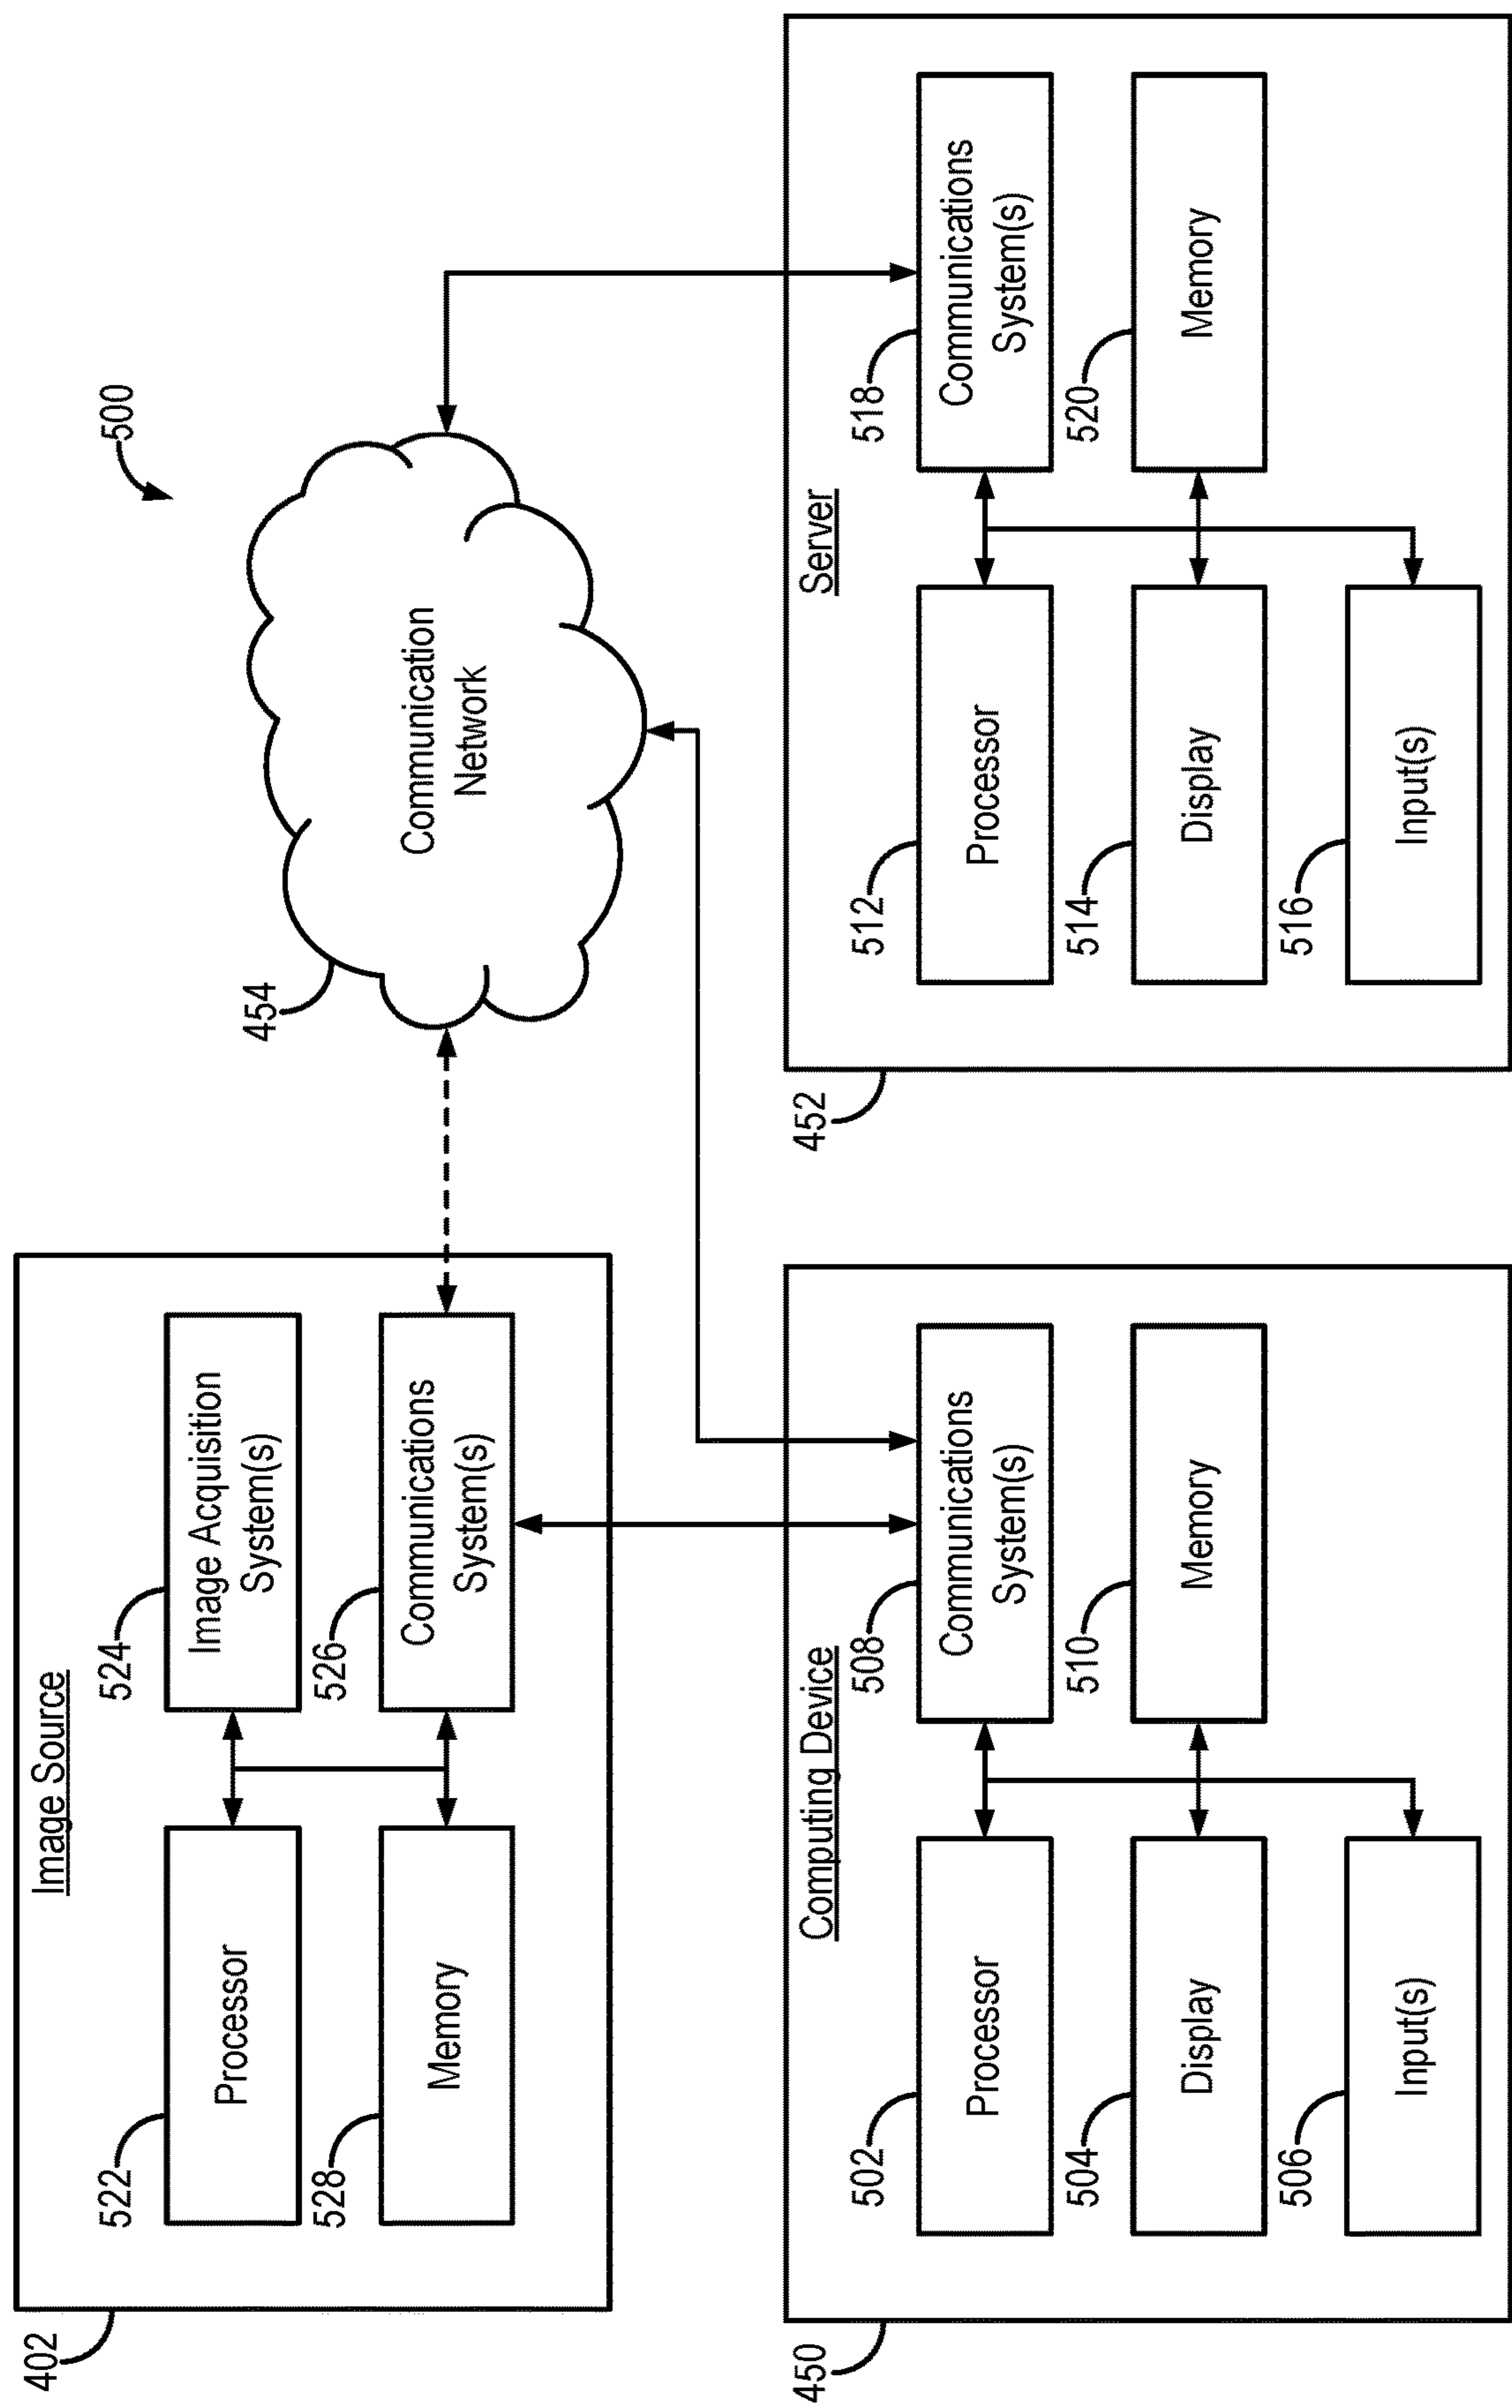 500
402
Image Source
522
Processor
524
Image Acquisition
System(s)
528
Memory
526
Communications
System(s)
454
Communication
Network
450
Computing Device
502
Processor
508
Communications
System(s)
504
Display
510
Memory
506
Input(s)
452
Server
512
Processor
518
Communications
System(s)
514
Display
520
Memory
516
Input(s)